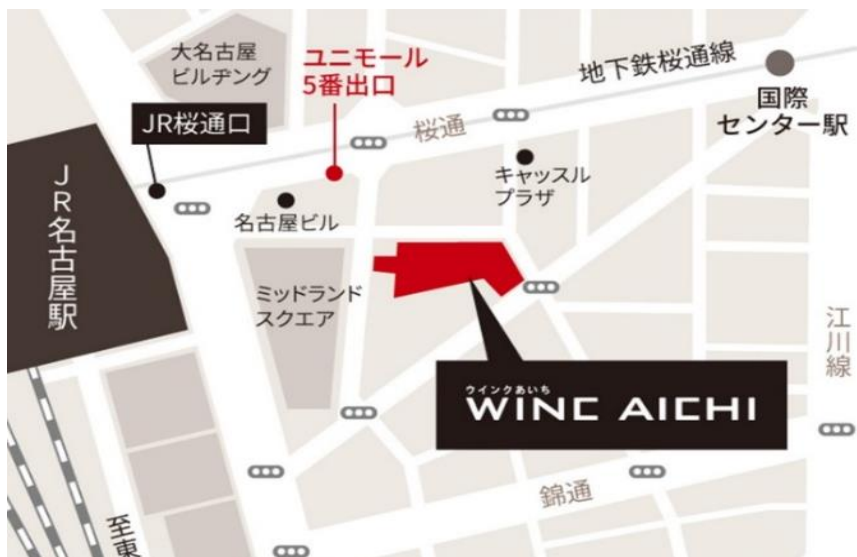 大名古屋
ビルヂング
ユニモール
5番出口
地下鉄桜通線
国際
センター駅
JR桜通口
桜通
キャッスル
プラザ
JR名古屋駅
名古屋ビル
ミッドランド
スクエア
江川線
ウインクあいち
WINC AICHI
錦通
至東